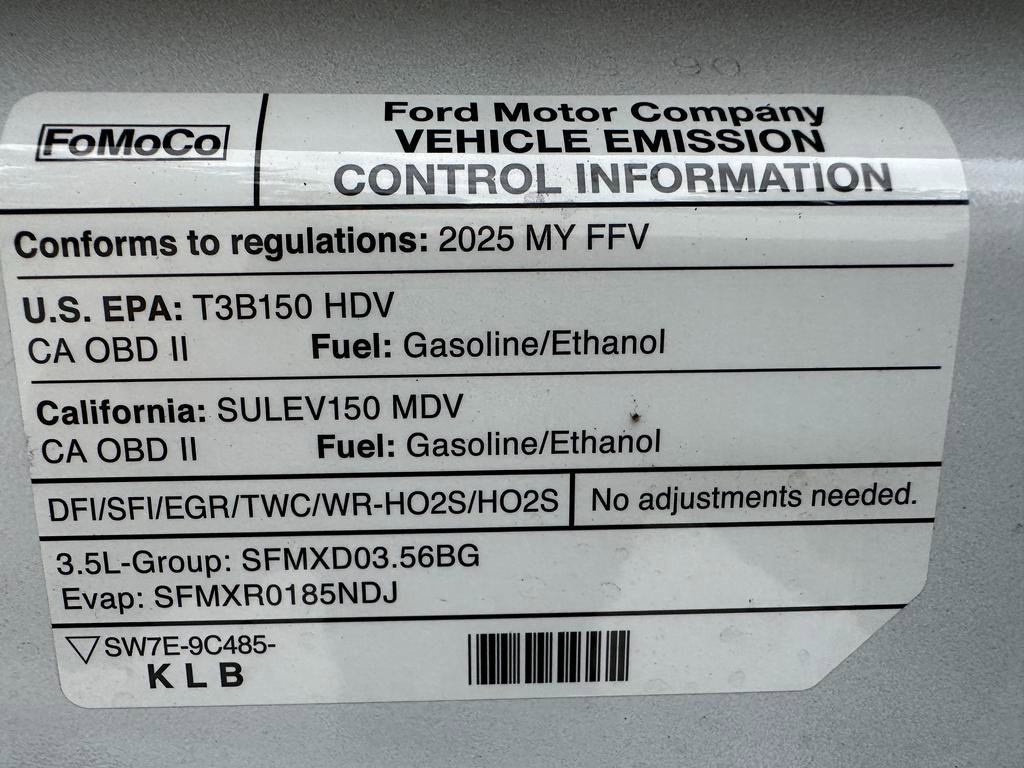 FoMoCo
Ford Motor Company
VEHICLE EMISSION
CONTROL INFORMATION
Conforms to regulations: 2025 MY FFV
U.S. EPA: T3B150 HDV
CA OBD II Fuel: Gasoline/Ethanol
California: SULEV150 MDV
CA OBD II Fuel: Gasoline/Ethanol
DFI/SFI/EGR/TWC/WR-HO2S/HO2S No adjustments needed.
3.5L-Group: SFMXD03.56BG
Evap: SFMXR0185NDJ
SW7E-9C485-
K L B